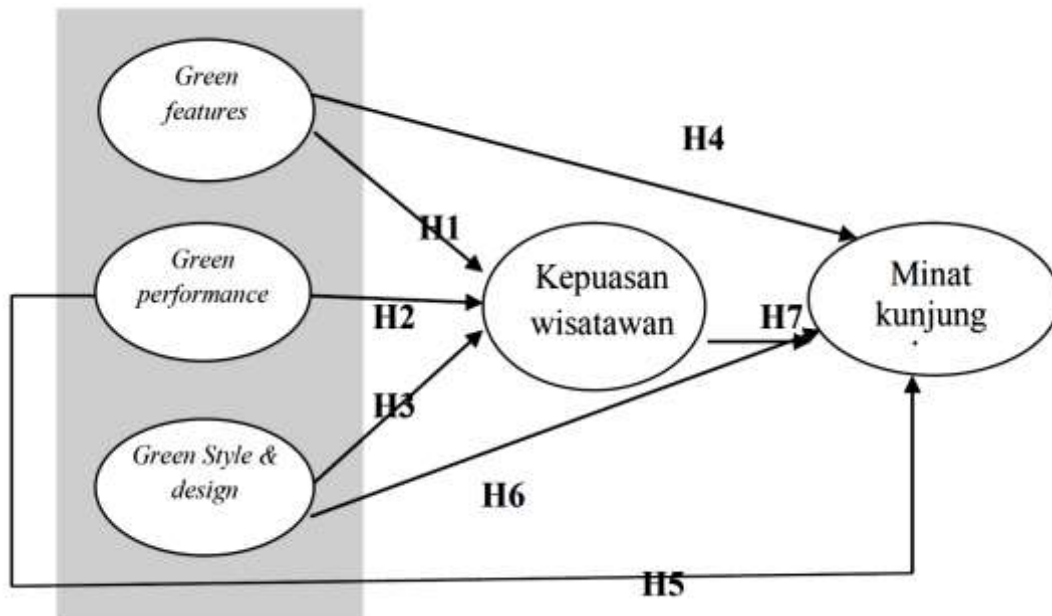 Green
features
H4
H1
Green
performance
H2
Kepuasan
wisatawan
H7
Minat
kunjung
H3
Green Style &
design
H6
H5